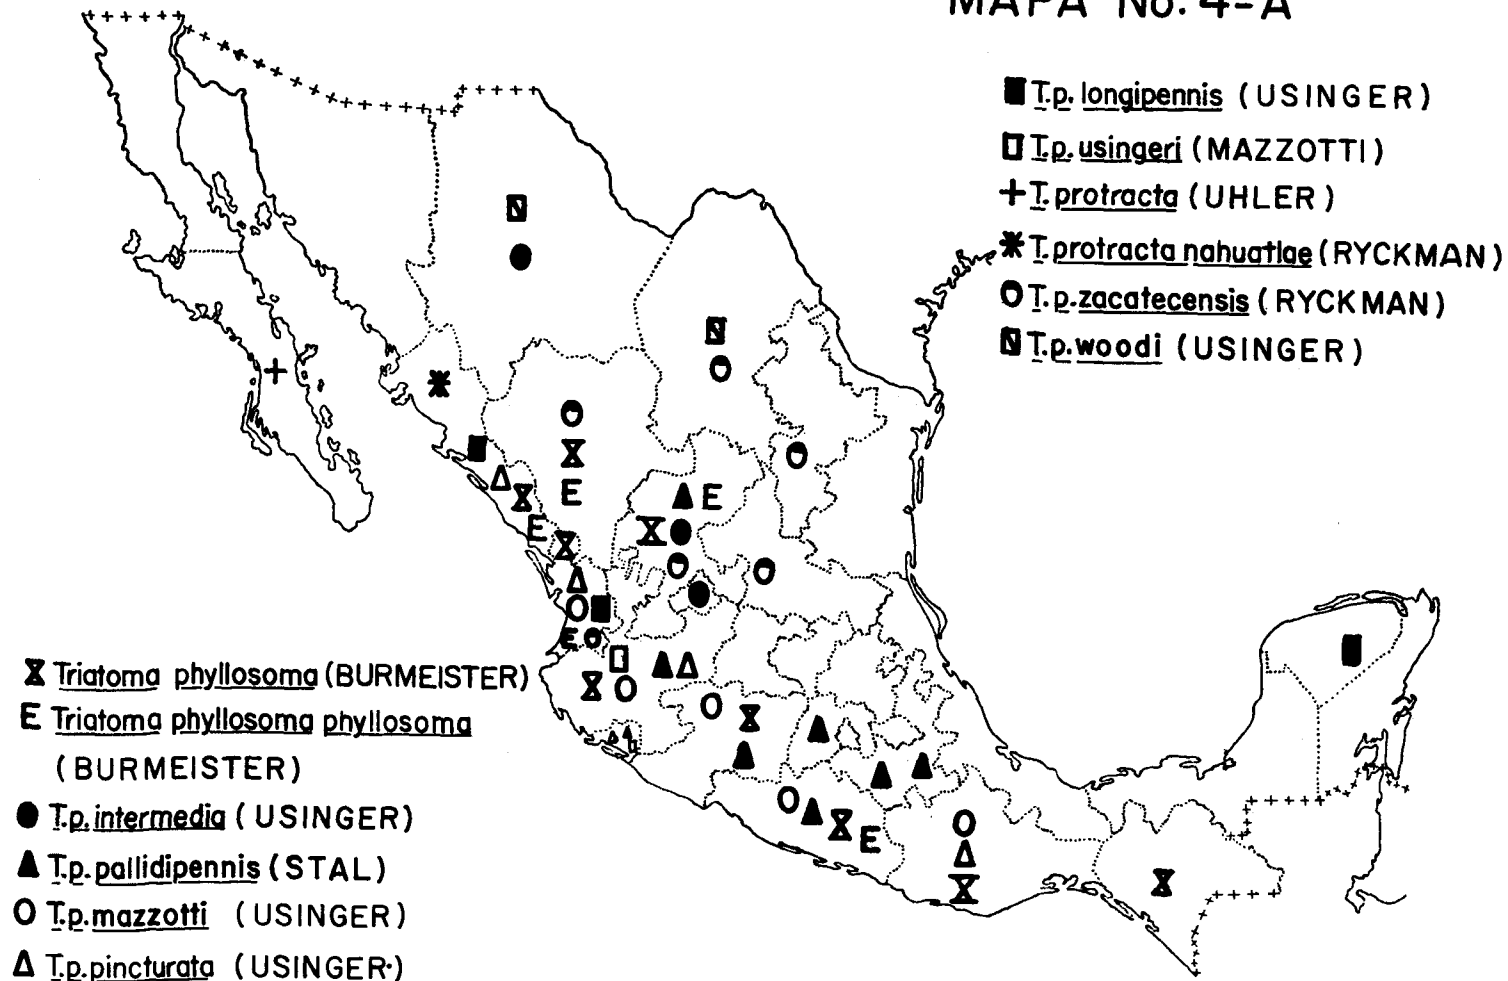 MAPA No. 4-A
T.p. longipennis (USINGER)
T.p. usingeri (MAZZOTTI)
T. protracta (UHLER)
T. protracta nahuatlae (RYCKMAN)
T.p. zacatecensis (RYCKMAN)
T.p. woodi (USINGER)
Triatoma phyllosoma (BURMEISTER)
E Triatoma phyllosoma phyllosoma
(BURMEISTER)
T.p. intermedia (USINGER)
T.p. pallidipennis (STAL)
T.p. mazzotti (USINGER)
T.p. pincturata (USINGER)
E
E
E
E
E